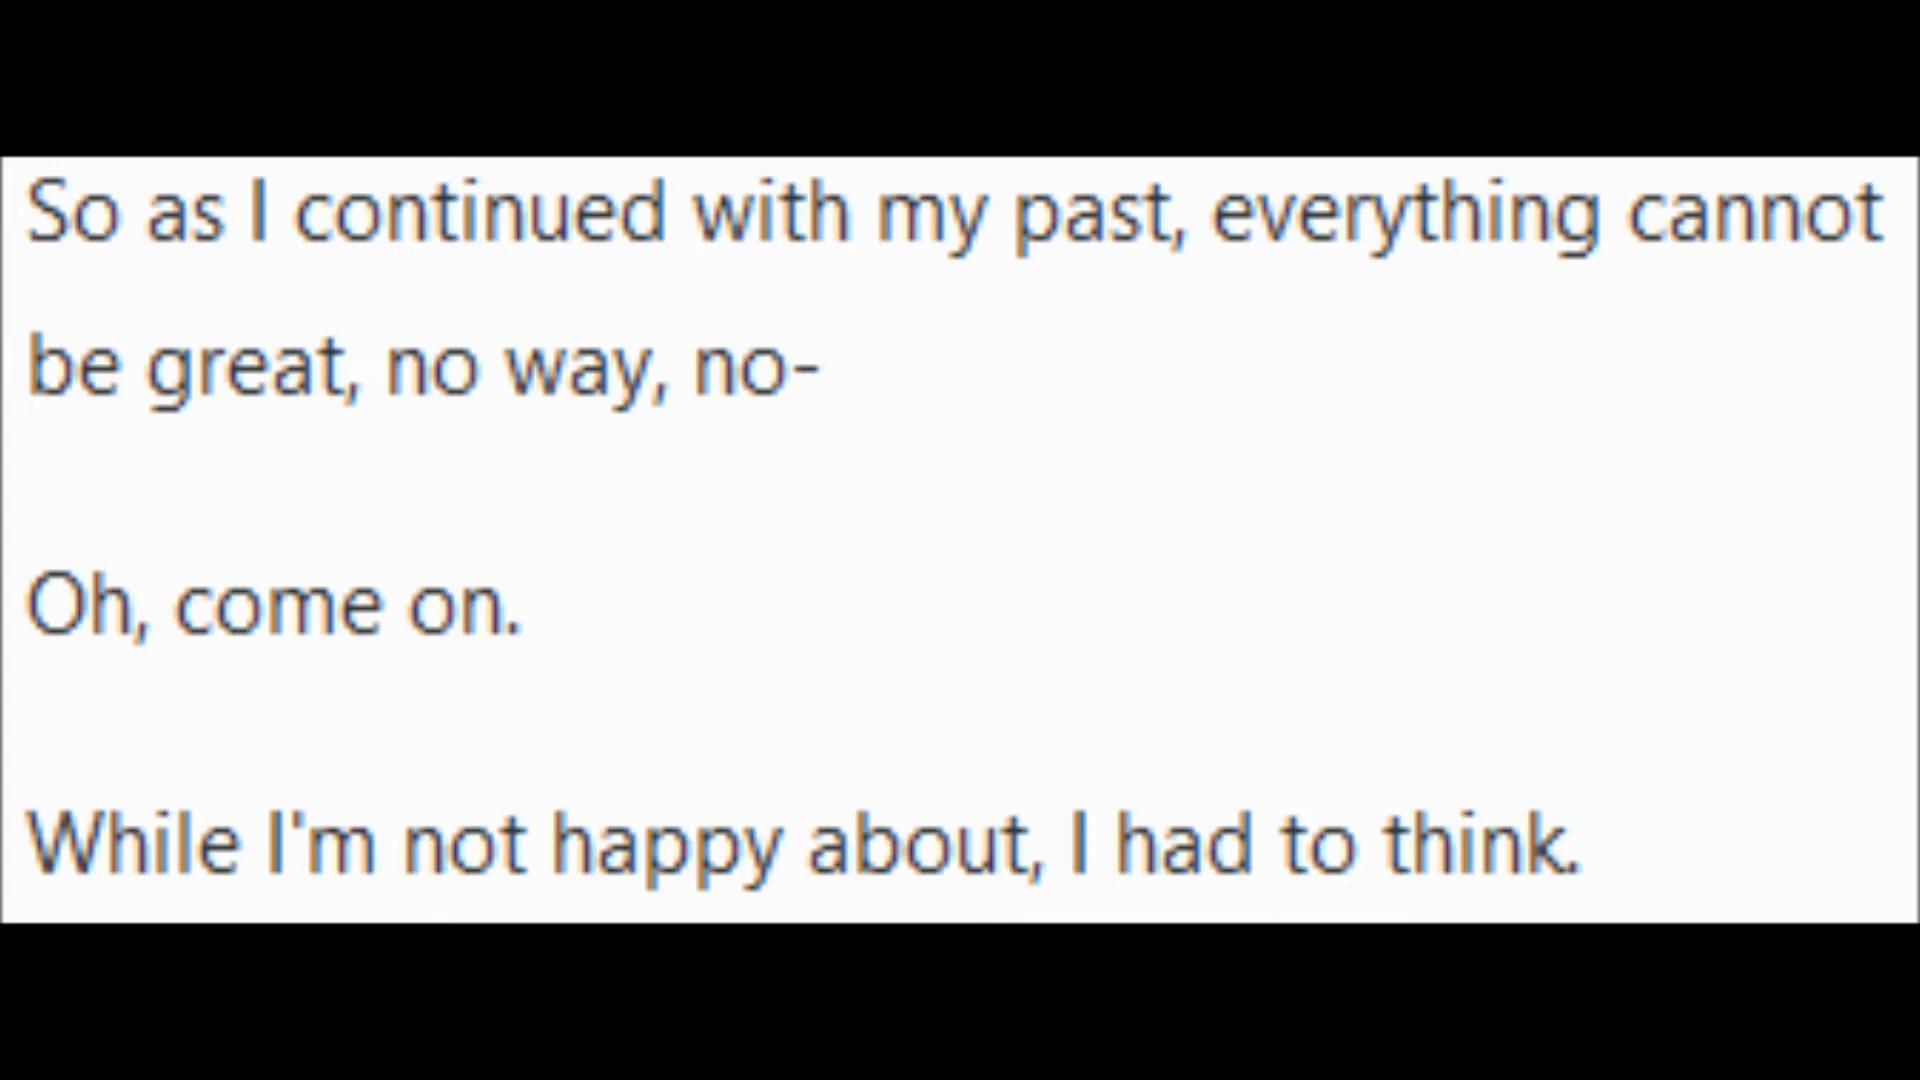 So as I continued with my past, everything cannot
be great, no way, no-
Oh, come on.
While I'm not happy about, I had to think.